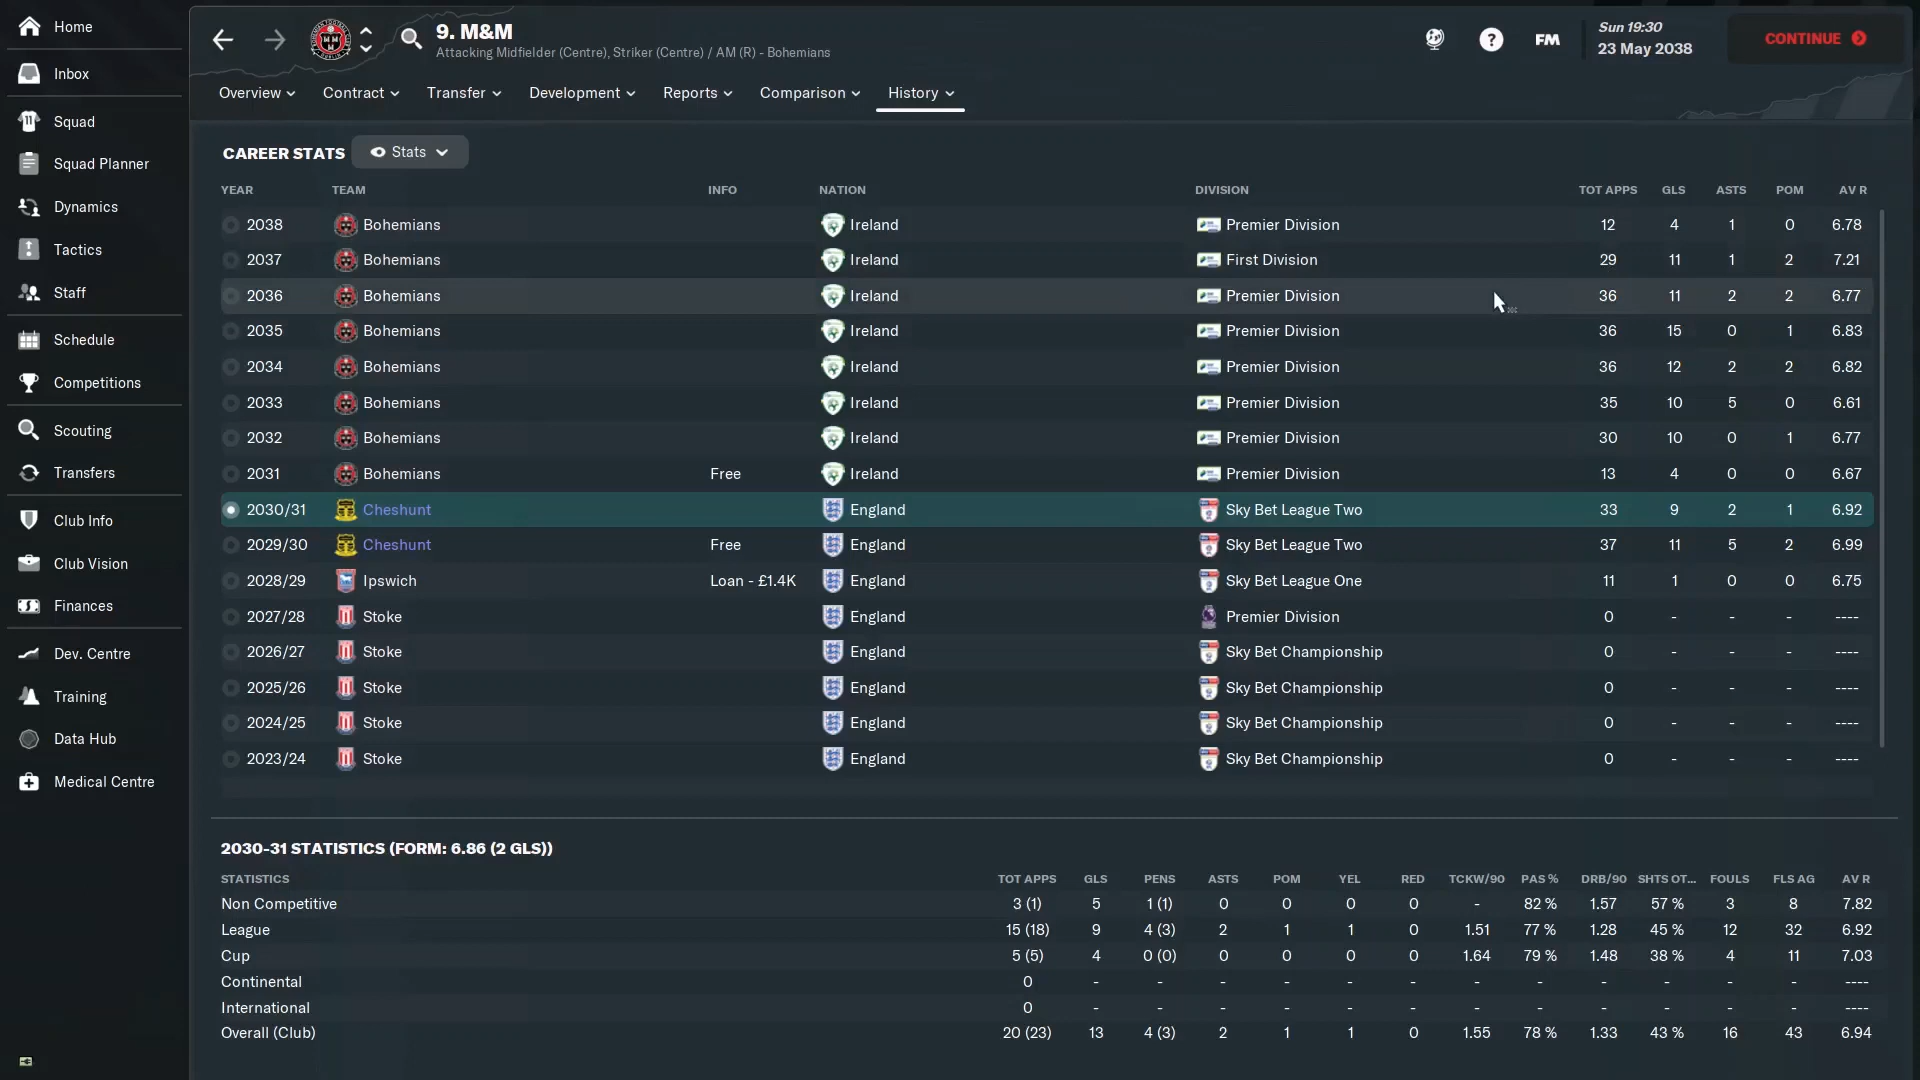 Home
Inbox
Squad
Squad Planner
Dynamics
Tactics
Staff
Schedule
Competitions
Scouting
Transfers
Club Info
Club Vision
Finances
Dev. Centre
Training
Data Hub
Medical Centre
9. M&M
Attacking Midfielder (Centre), Striker (Centre) / AM (R) - Bohemians
? FM
Sun 19:30
23 May 2038
CONTINUE
Overview Contract Transfer Development Reports Comparison History
CAREER STATS Stats
YEAR TEAM INFO NATION DIVISION TOT APPS GLS ASTS POM AV R
2038 Bohemians Ireland Premier Division 12 4 1 0 6.78
2037 Bohemians Ireland First Division 29 11 1 2 7.21
2036 Bohemians Ireland Premier Division 36 11 2 2 6.77
2035 Bohemians Ireland Premier Division 36 15 0 1 6.83
2034 Bohemians Ireland Premier Division 36 12 2 2 6.82
2033 Bohemians Ireland Premier Division 35 10 5 0 6.61
2032 Bohemians Ireland Premier Division 30 10 0 1 6.77
2031 Bohemians Free Ireland Premier Division 13 4 0 0 6.67
2030/31 Cheshunt England Sky Bet League Two 33 9 2 1 6.92
2029/30 Cheshunt Free England Sky Bet League Two 37 11 5 2 6.99
2028/29 Ipswich Loan - £1.4K England Sky Bet League One 11 1 0 0 6.75
2027/28 Stoke England Premier Division 0 - - - ----
2026/27 Stoke England Sky Bet Championship 0 - - - ----
2025/26 Stoke England Sky Bet Championship 0 - - - ----
2024/25 Stoke England Sky Bet Championship 0 - - - ----
2023/24 Stoke England Sky Bet Championship 0 - - - ----
2030-31 STATISTICS (FORM: 6.86 (2 GLS))
STATISTICS TOT APPS GLS PENS ASTS POM YEL RED TCKW/90 PAS % DRB/90 SHTS OT... FOULS FLS AG AV R
Non Competitive 3 (1) 5 1 (1) 0 0 0 0 - 82 % 1.57 57 % 3 8 7.82
League 15 (18) 9 4 (3) 2 1 1 0 1.51 77 % 1.28 45 % 12 32 6.92
Cup 5 (5) 4 0 (0) 0 0 0 0 1.64 79 % 1.48 38 % 4 11 7.03
Continental 0 - - - - - - - - - - - - ----
International 0 - - - - - - - - - - - - ----
Overall (Club) 20 (23) 13 4 (3) 2 1 1 0 1.55 78 % 1.33 43 % 16 43 6.94